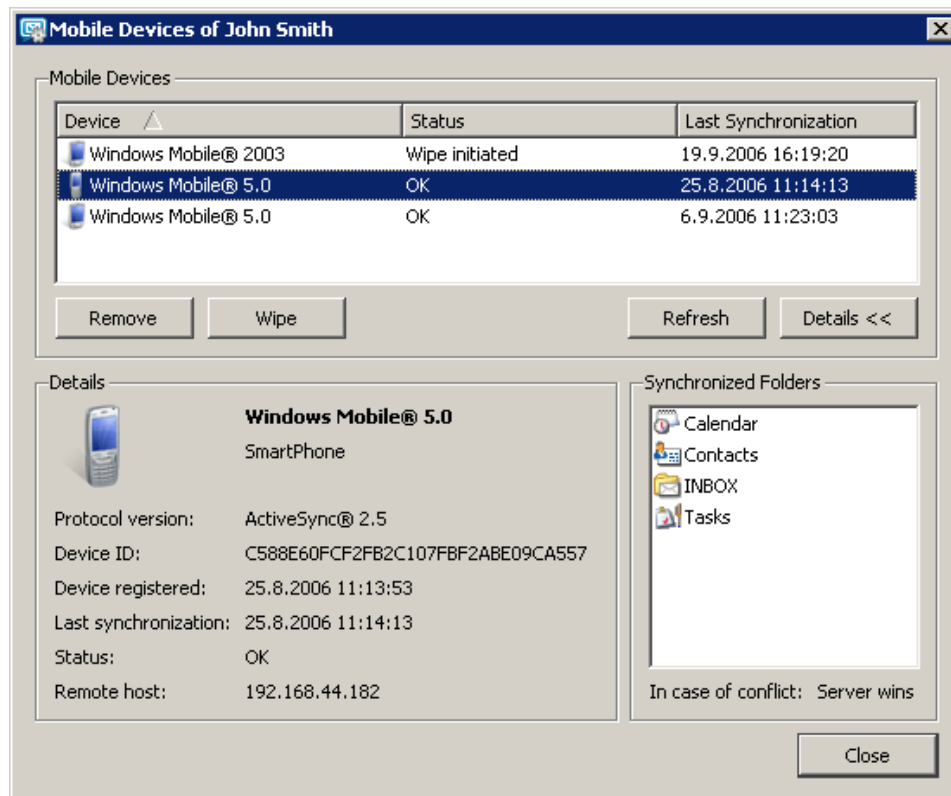 Mobile Devices of John Smith
Mobile Devices
Device Status Last Synchronization
Windows Mobile® 2003 Wipe initiated 19.9.2006 16:19:20
Windows Mobile® 5.0 OK 25.8.2006 11:14:13
Windows Mobile® 5.0 OK 6.9.2006 11:23:03
Remove Wipe Refresh Details <<
Details
Windows Mobile® 5.0
SmartPhone
Protocol version: ActiveSync® 2.5
Device ID: C588E60FCF2FB2C107FBF2ABE09CA557
Device registered: 25.8.2006 11:13:53
Last synchronization: 25.8.2006 11:14:13
Status: OK
Remote host: 192.168.44.182
Synchronized Folders
Calendar
Contacts
INBOX
Tasks
In case of conflict: Server wins
Close